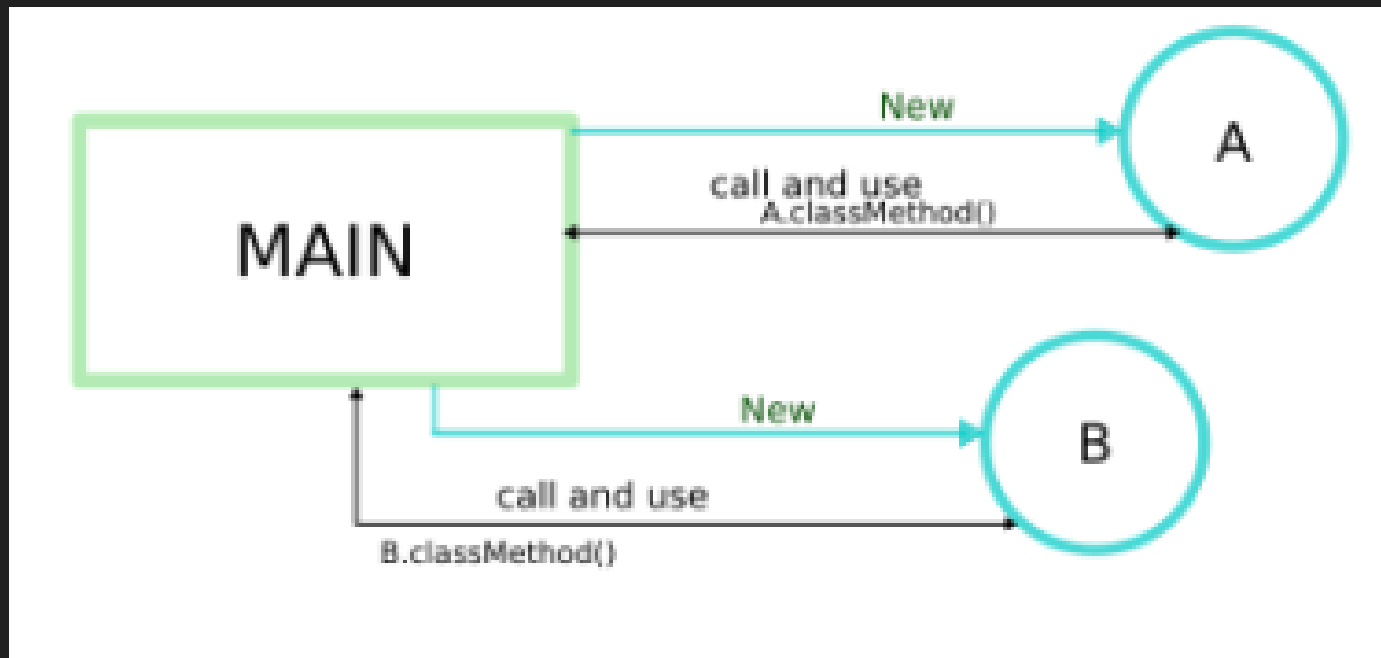 New
A
call and use
A.classMethod()
MAIN
New
B
call and use
B.classMethod()